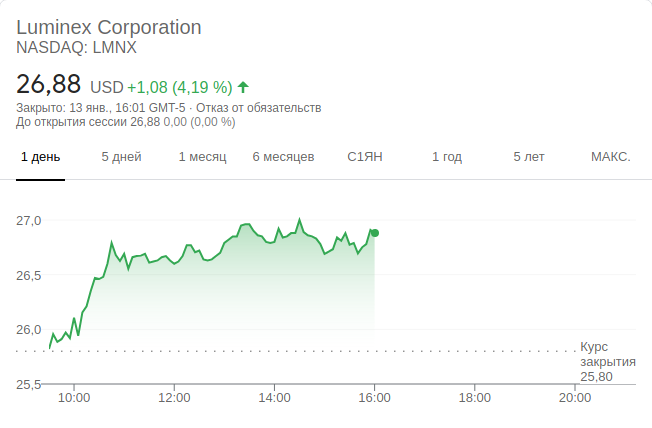 Luminex Corporation
NASDAQ: LMNX
26,88 USD +1,08 (4,19 %)
Закрыто: 13 янв., 16:01 GMT-5 · Отказ от обязательств
До открытия сессии 26,88 0,00 (0,00 %)
1 день 5 дней 1 месяц 6 месяцев С1ЯН 1 год 5 лет МАКС.
27,0
26,5
26,0
Курс
закрытия
25,80
25,5
10:00 12:00 14:00 16:00 18:00 20:00